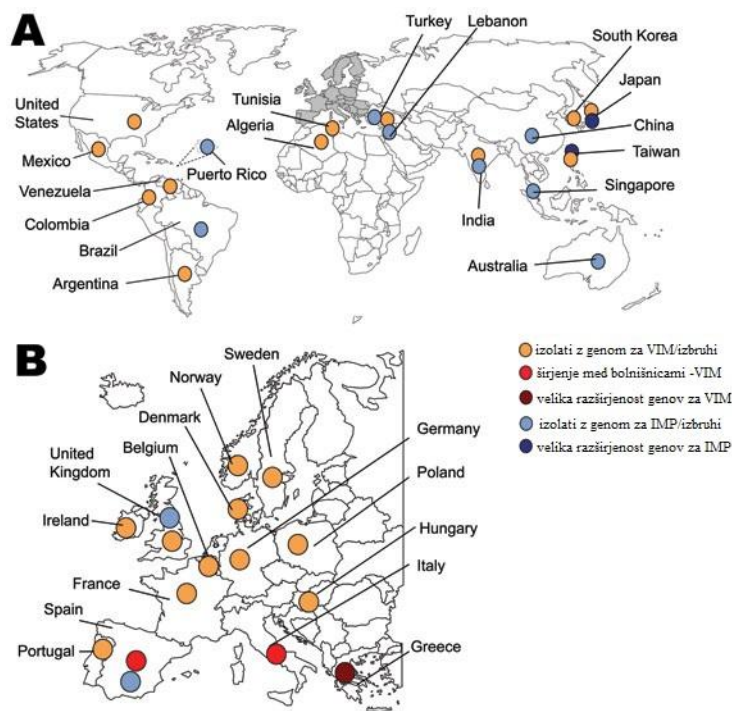 A
Turkey
Lebanon
South Korea
Japan
United
States
Tunisia
Algeria
China
Mexico
Puerto Rico
Taiwan
Venezuela
Singapore
Colombia
India
Brazil
Australia
Argentina
B
Sweden
Norway
Denmark
Germany
United
Kingdom
Belgium
Poland
Ireland
Hungary
Italy
France
Spain
Portugal
Greece
izolati z genom za VIM/izbruhi
širjenje med bolnišnicami -VIM
velika razširjenost genov za VIM
izolati z genom za IMP/izbruhi
velika razširjenost genov za IMP